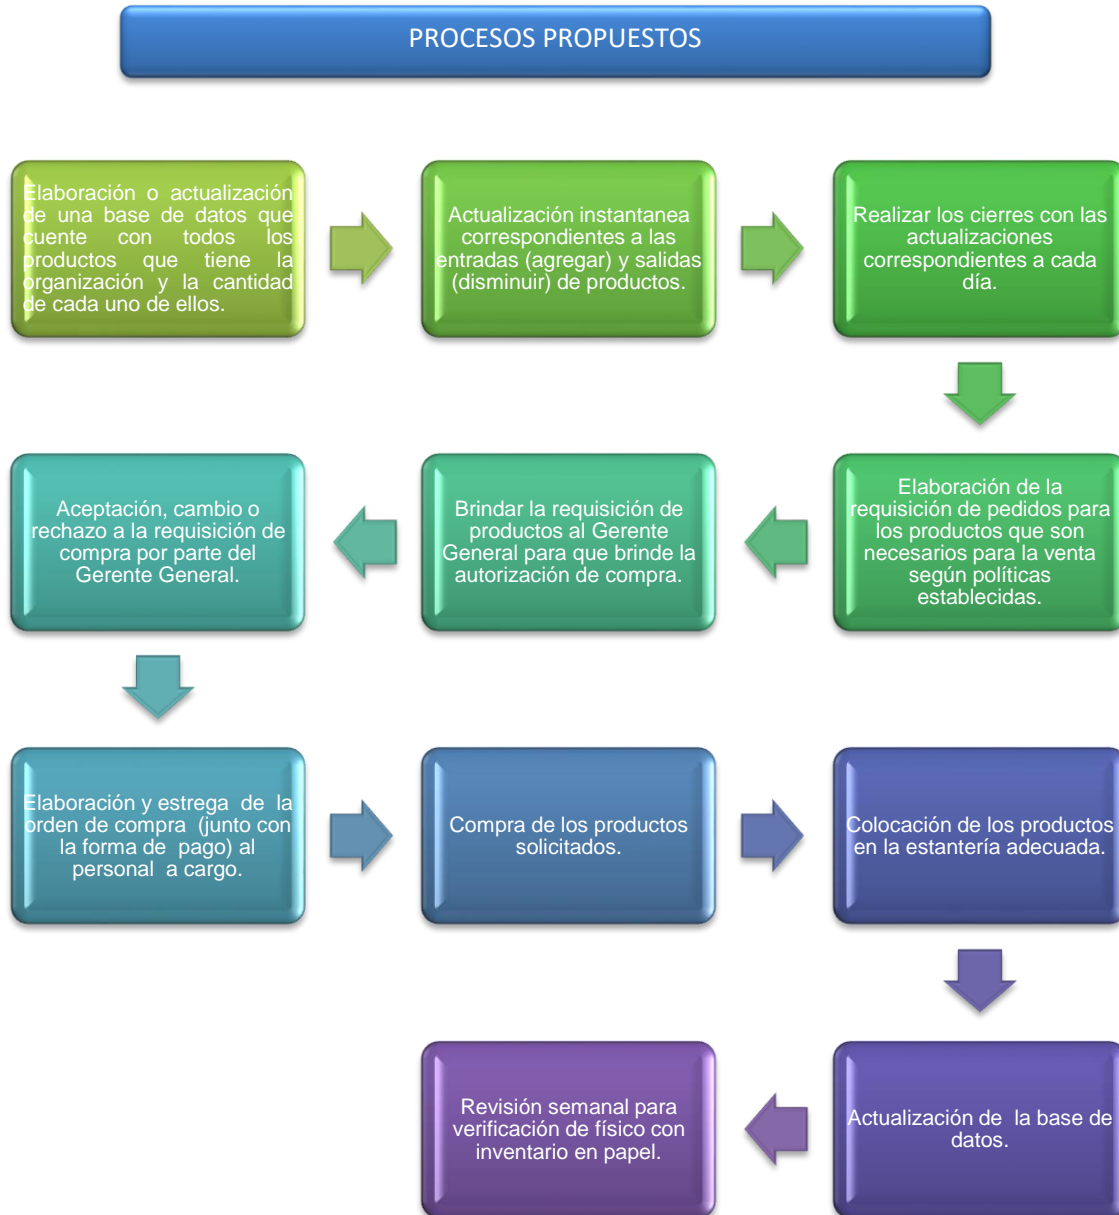 PROCESOS PROPUESTOS
Elaboración o actualización
de una base de datos que
cuente con todos los
productos que tiene la
organización y la cantidad
de cada uno de ellos.
Actualización instantanea
correspondientes a las
entradas (agregar) y salidas
(disminuir) de productos.
Realizar los cierres con las
actualizaciones
correspondientes a cada
día.
Elaboración de la
requisición de pedidos para
los productos que son
necesarios para la venta
según políticas
establecidas.
Brindar la requisición de
productos al Gerente
General para que brinde la
autorización de compra.
Aceptación, cambio o
rechazo a la requisición de
compra por parte del
Gerente General.
Elaboración y estrega de la
orden de compra (junto con
la forma de pago) al
personal a cargo.
Compra de los productos
solicitados.
Colocación de los productos
en la estantería adecuada.
Actualización de la base de
datos.
Revisión semanal para
verificación de físico con
inventario en papel.